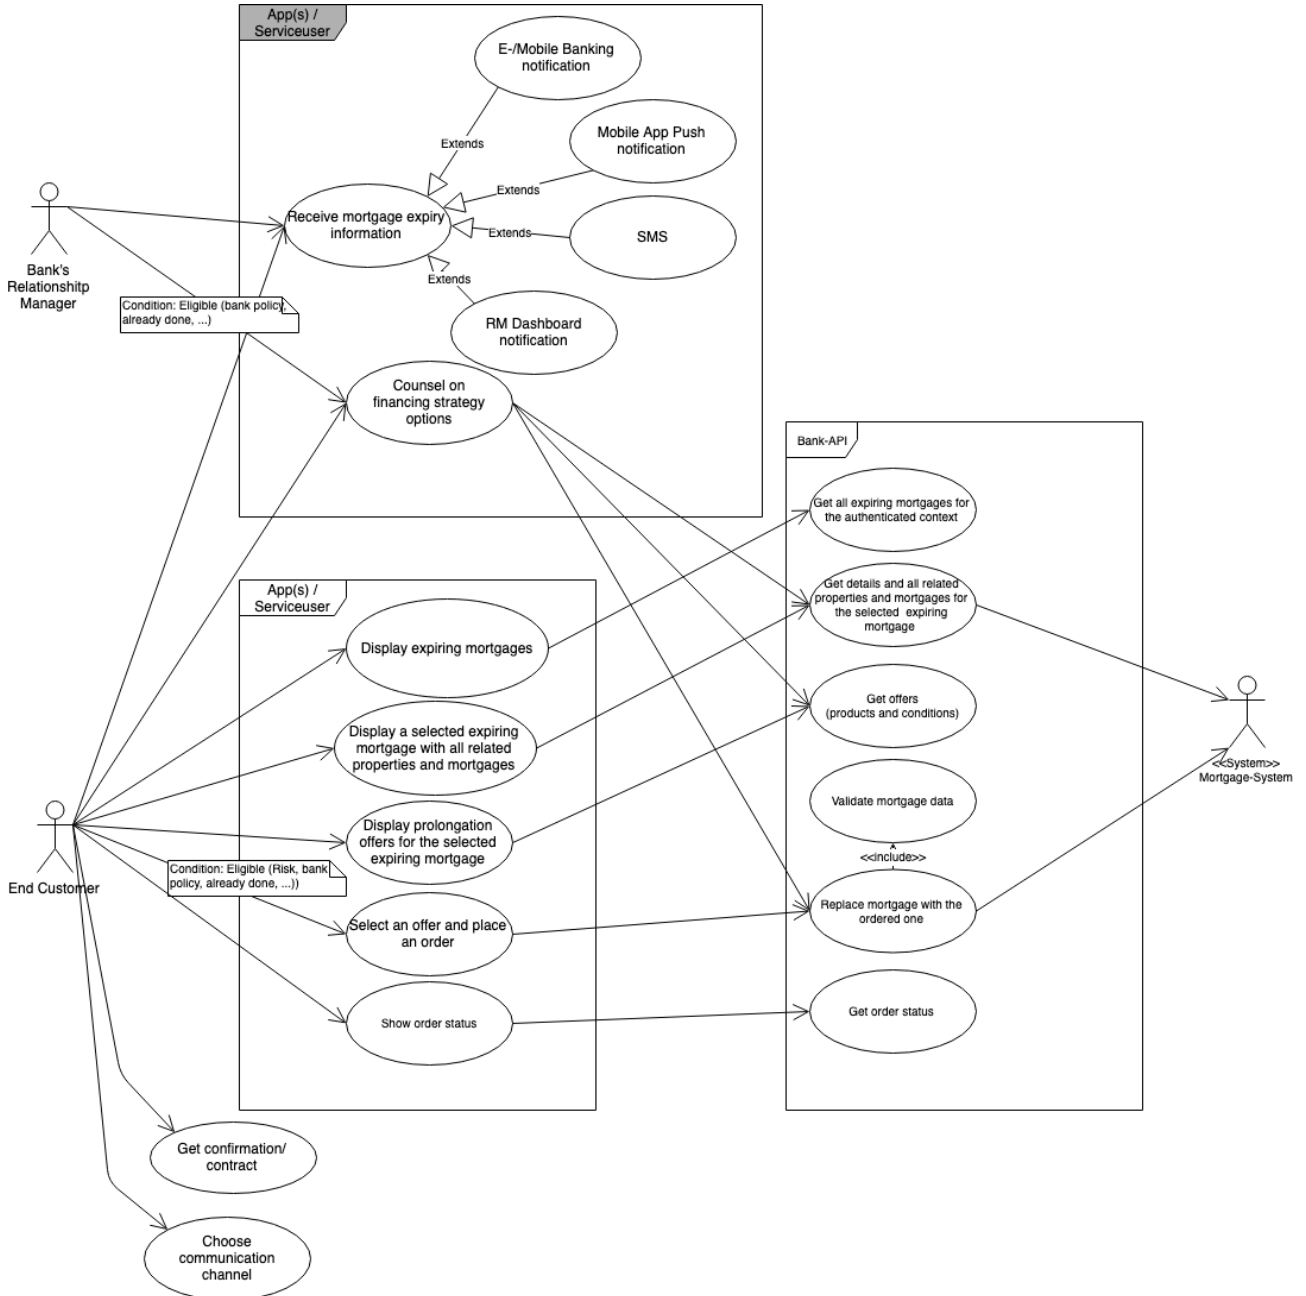 App(s) /
Serviceuser
E-/Mobile Banking
notification
Extends
Mobile App Push
notification
Extends
Receive mortgage expiry
information
Extends
SMS
Extends
RM Dashboard
notification
Bank's
Relationshitp
Manager
Condition: Eligible (bank policy,
already done, ...)
Counsel on
financing strategy
options
Bank-API
Get all expiring mortgages for
the authenticated context
Get details and all related
properties and mortgages for
the selected expiring
mortgage
Get offers
(products and conditions)
Validate mortgage data
<<include>>
Replace mortgage with the
ordered one
Get order status
<<System>>
Mortgage-System
App(s) /
Serviceuser
Display expiring mortgages
Display a selected expiring
mortgage with all related
properties and mortgages
Display prolongation
offers for the selected
expiring mortgage
End Customer
Condition: Eligible (Risk, bank
policy, already done, ...))
Select an offer and place
an order
Show order status
Get confirmation/
contract
Choose
communication
channel